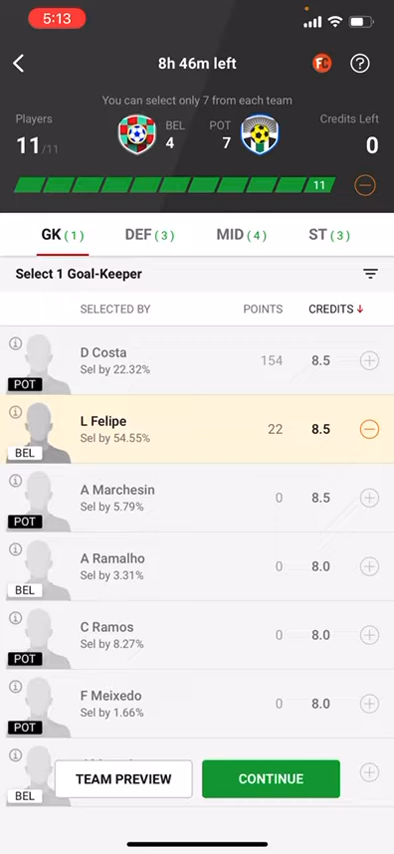 5:13
8h 46m left
FC
?
You can select only 7 from each team
Players
11/11
BEL
4
POT
7
Credits Left
0
11
GK (1)
DEF (3)
MID (4)
ST (3)
Select 1 Goal-Keeper
SELECTED BY
POINTS
CREDITS ↓
D Costa
Sel by 22.32%
154
8.5
POT
L Felipe
Sel by 54.55%
22
8.5
BEL
A Marchesin
Sel by 5.79%
0
8.5
POT
A Ramalho
Sel by 3.31%
0
8.0
BEL
C Ramos
Sel by 8.27%
0
8.0
POT
F Meixedo
Sel by 1.66%
0
8.0
POT
BEL
TEAM PREVIEW
CONTINUE